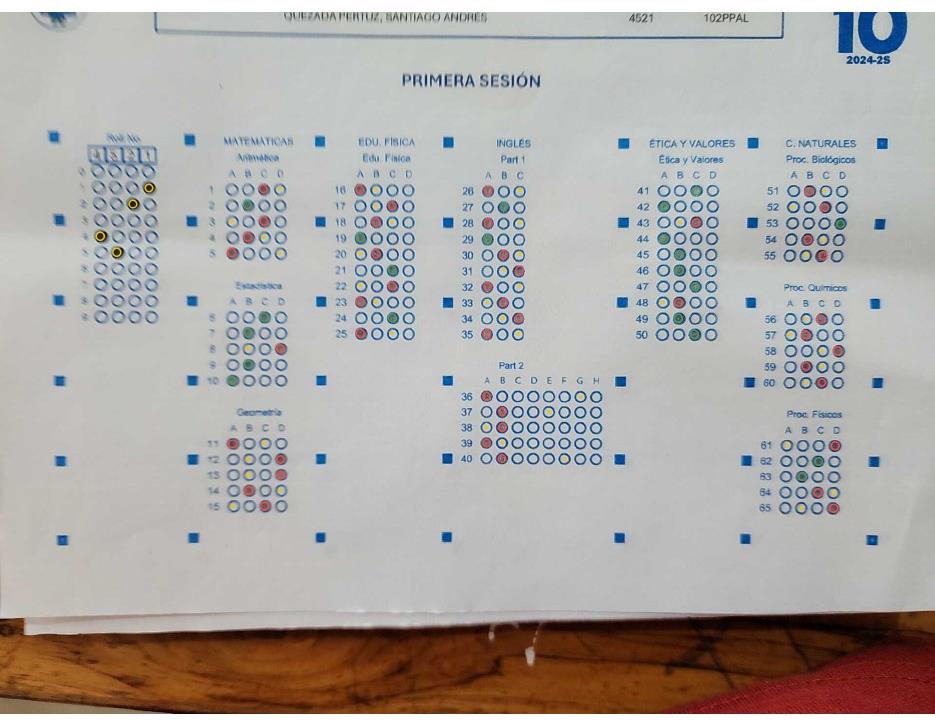 QUEZADA PERTUZ, SANTIAGO ANDRÉS 4521 102PPAL
10
2024-2S
PRIMERA SESIÓN
Roll No.
0
1
2
3
4
5
6
7
8
9
MATEMÁTICAS
Aritmética
A B C D
1
2
3
4
5
Estadística
A B C D
6
7
8
9
10
Geometría
A B C D
11
12
13
14
15
EDU. FÍSICA
Edu. Física
A B C D
16
17
18
19
20
21
22
23
24
25
INGLÉS
Part 1
A B C
26
27
28
29
30
31
32
33
34
35
Part 2
A B C D E F G H
36
37
38
39
40
ÉTICA Y VALORES
Ética y Valores
A B C D
41
42
43
44
45
46
47
48
49
50
C. NATURALES
Proc. Biológicos
A B C D
51
52
53
54
55
Proc. Químicos
A B C D
56
57
58
59
60
Proc. Físicos
A B C D
61
62
63
64
65